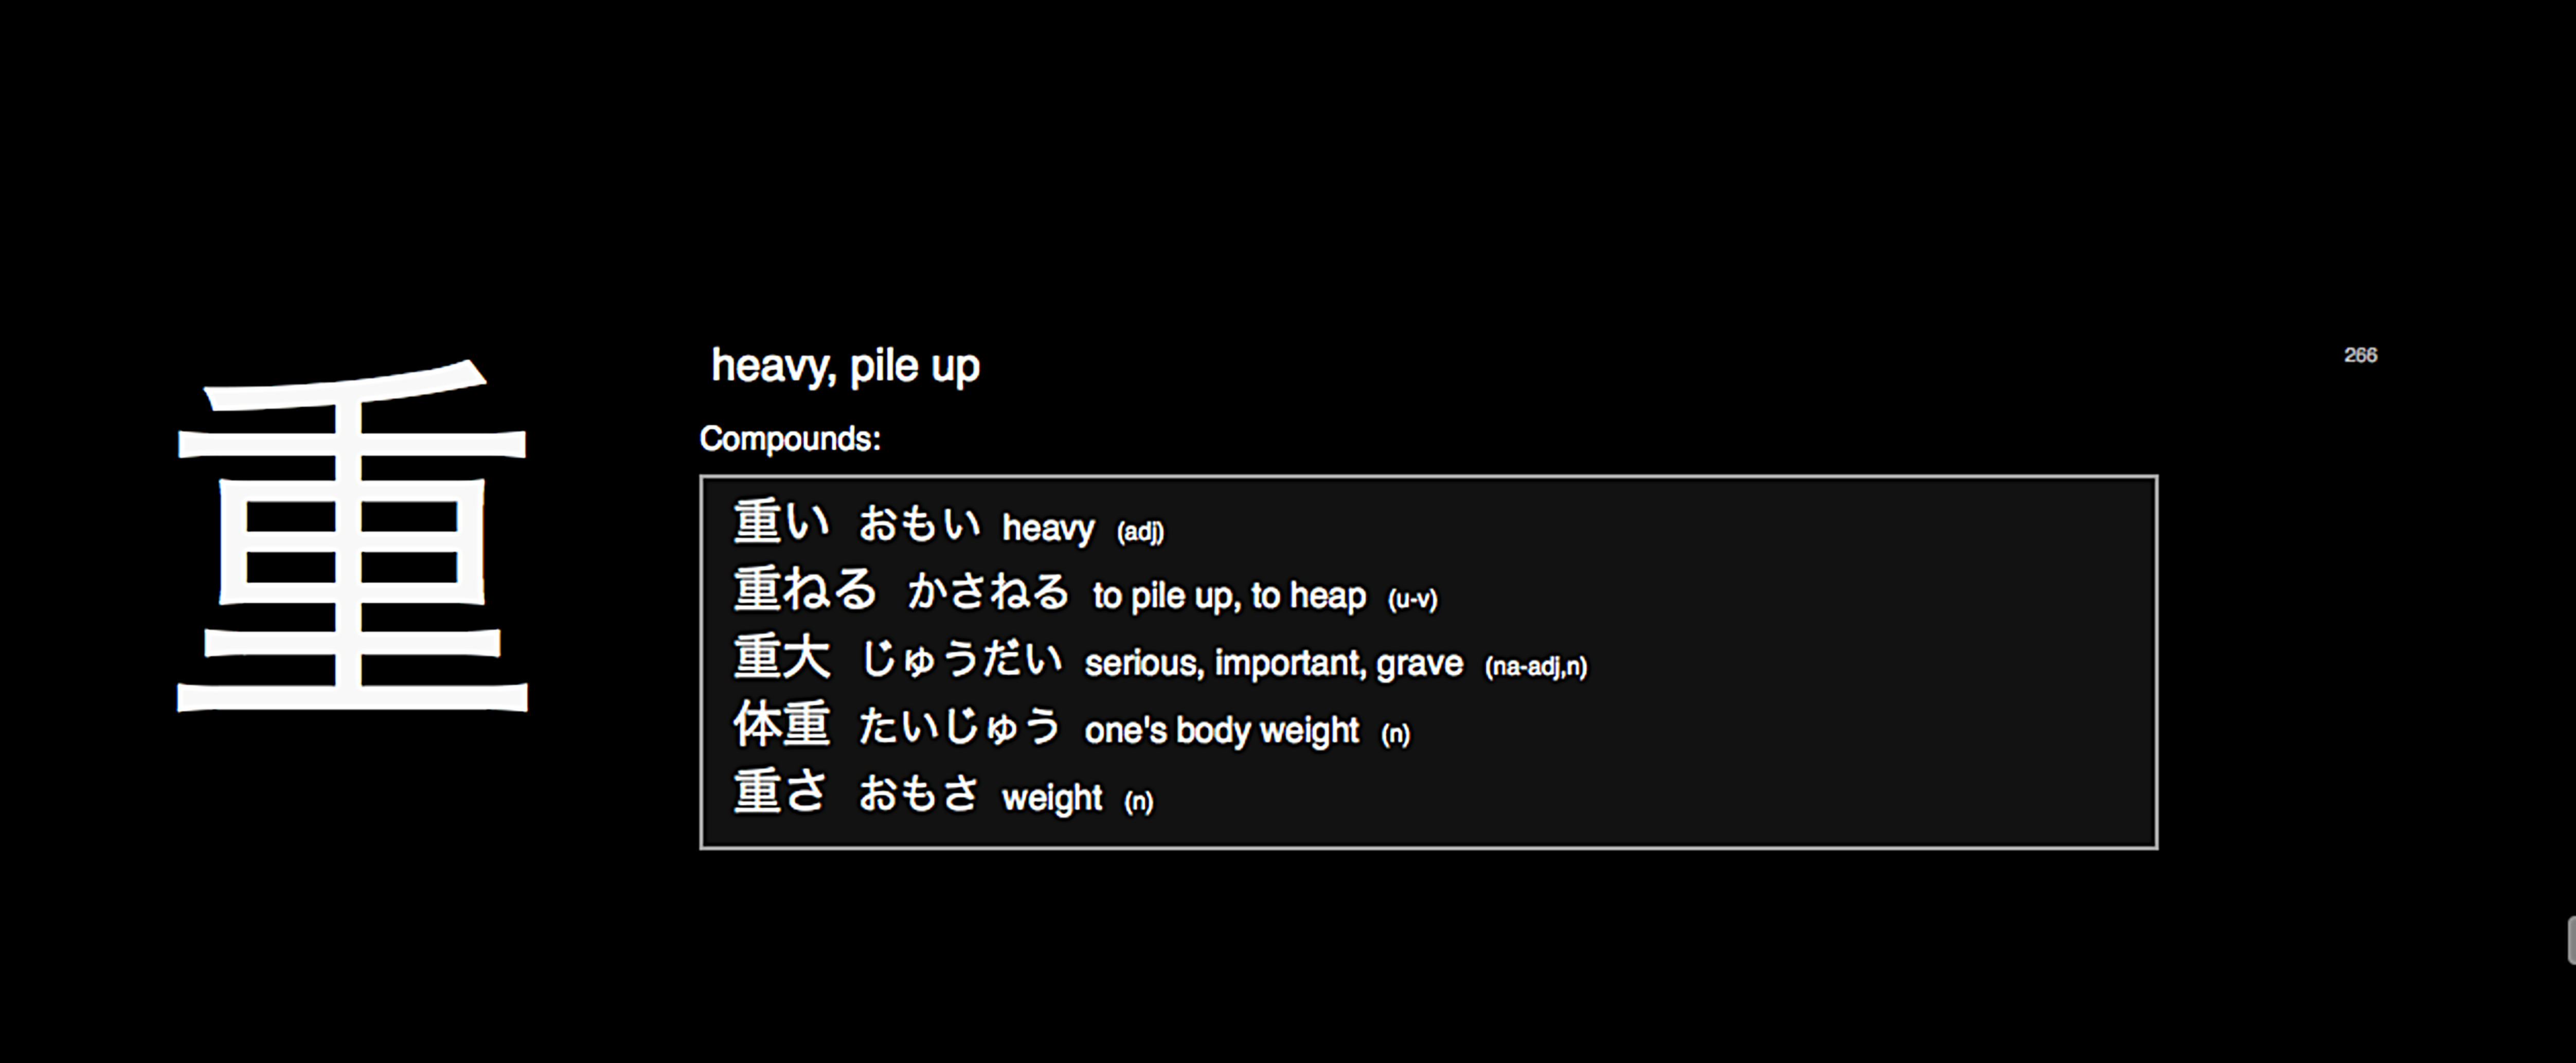 重
heavy, pile up
266
Compounds:
重い おもい heavy (adj)
重ねる かさねる to pile up, to heap (u-v)
重大 じゅうだい serious, important, grave (na-adj,n)
体重 たいじゅう one's body weight (n)
重さ おもさ weight (n)